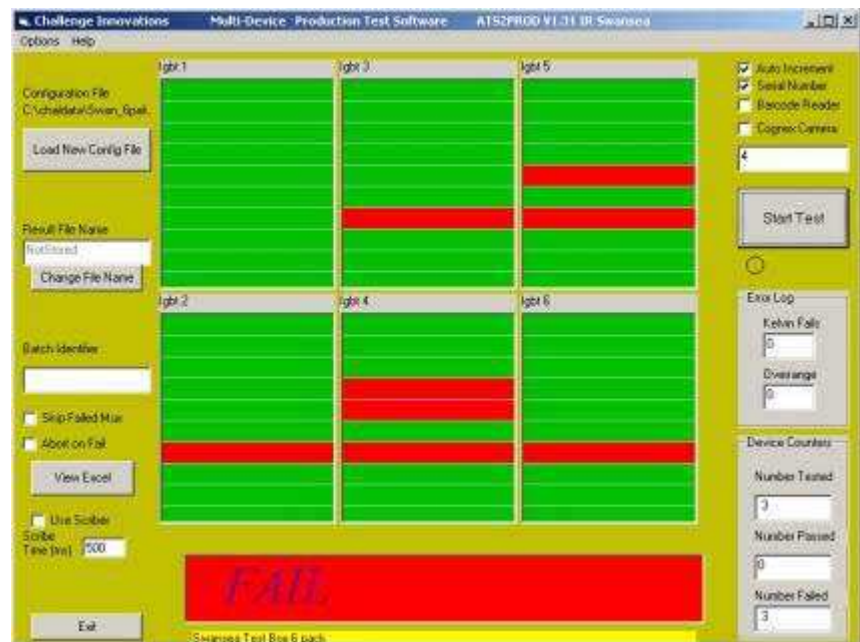 Challenge Innovations Multi-Device Production Test Software ATS2PROD V1.31 IR Swansea
Options Help
Configuration File
Load New Config File
Result File Name
NotStored
Change File Name
Batch Identifier
Skip Failed Mux
Abort on Fail
View Excel
Use Scriber
Scribe
Time (ms) 500
Exit
Igbt 1
Igbt 3
Igbt 5
Igbt 2
Igbt 4
Igbt 6
FAIL
Swansea Test Box 6 pack
Auto Increment
Serial Number
Barcode Reader
Cognex Camera
4
Start Test
Error Log
Kelvin Fails
0
Overrange
0
Device Counters
Number Tested
3
Number Passed
0
Number Failed
3